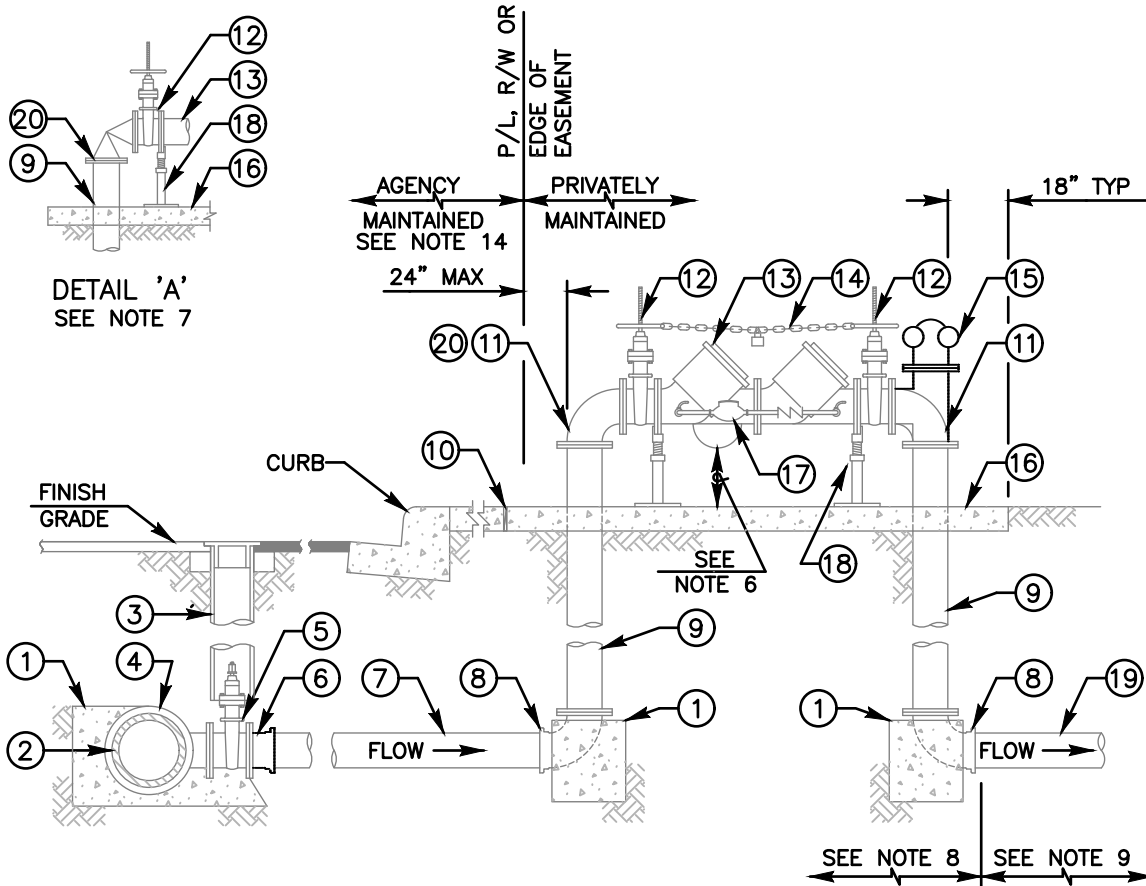 12
13
18
20
9
16
DETAIL 'A'
SEE NOTE 7
P/L, R/W OR
EDGE OF
EASEMENT
AGENCY
MAINTAINED
SEE NOTE 14
PRIVATELY
MAINTAINED
18" TYP
24" MAX
12
13
14
12
15
20
11
11
10
CURB
17
16
FINISH
GRADE
SEE
NOTE 6
18
3
9
9
5
1
4
6
7
8
1
1
8
19
2
FLOW
FLOW
SEE NOTE 8
SEE NOTE 9